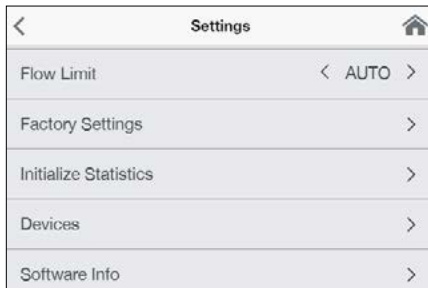 Settings
Flow Limit < AUTO >
Factory Settings >
Initialize Statistics >
Devices >
Software Info >